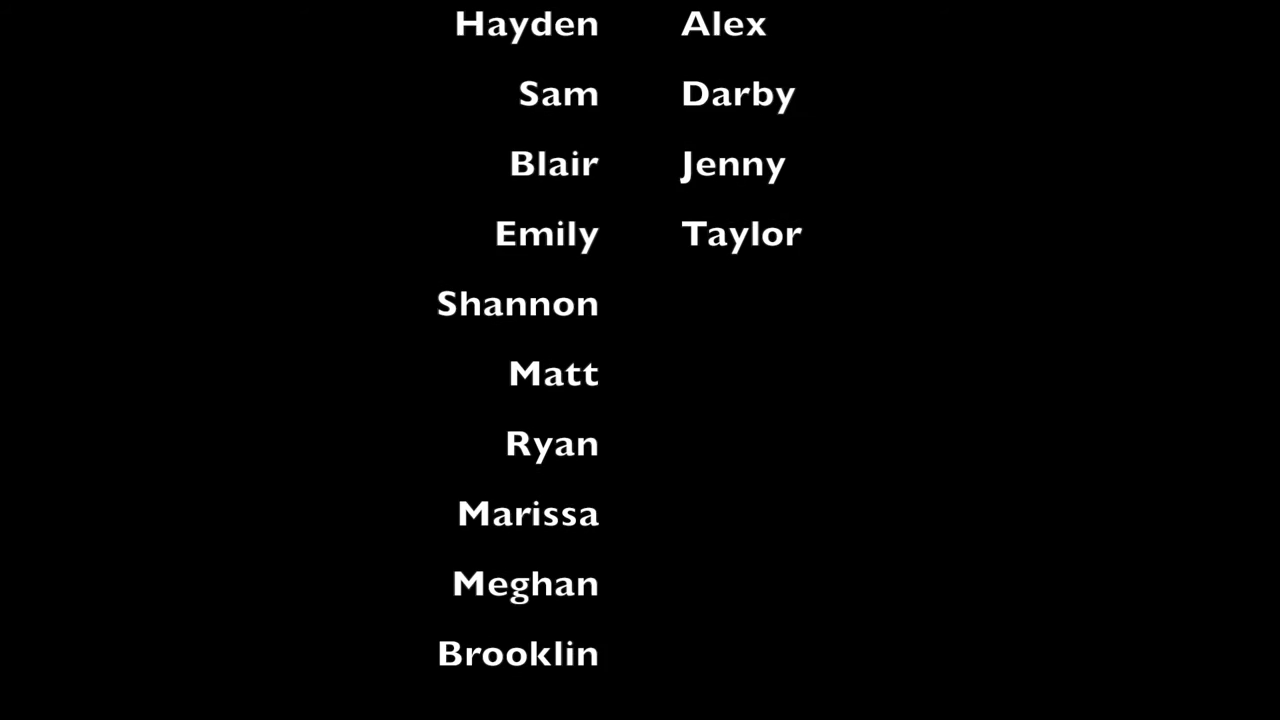 Hayden Alex
Sam Darby
Blair Jenny
Emily Taylor
Shannon
Matt
Ryan
Marissa
Meghan
Brooklin